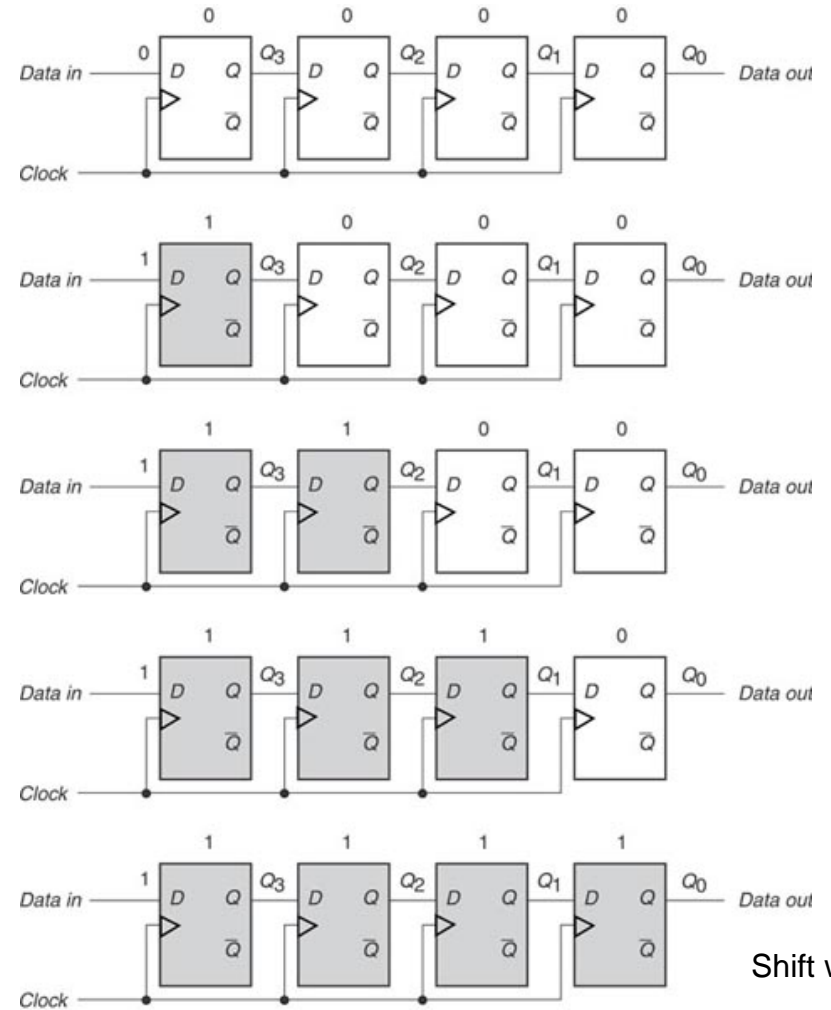 0 0 0 0
0 Q3 Q2 Q1 Q0
Data in D Q D Q D Q D Q Data out
Q̅ Q̅ Q̅ Q̅
Clock
1 0 0 0
1 Q3 Q2 Q1 Q0
Data in D Q D Q D Q D Q Data out
Q̅ Q̅ Q̅ Q̅
Clock
1 1 0 0
1 Q3 Q2 Q1 Q0
Data in D Q D Q D Q D Q Data out
Q̅ Q̅ Q̅ Q̅
Clock
1 1 1 0
1 Q3 Q2 Q1 Q0
Data in D Q D Q D Q D Q Data out
Q̅ Q̅ Q̅ Q̅
Clock
1 1 1 1
1 Q3 Q2 Q1 Q0
Data in D Q D Q D Q D Q Data out
Q̅ Q̅ Q̅ Q̅
Shift
Clock